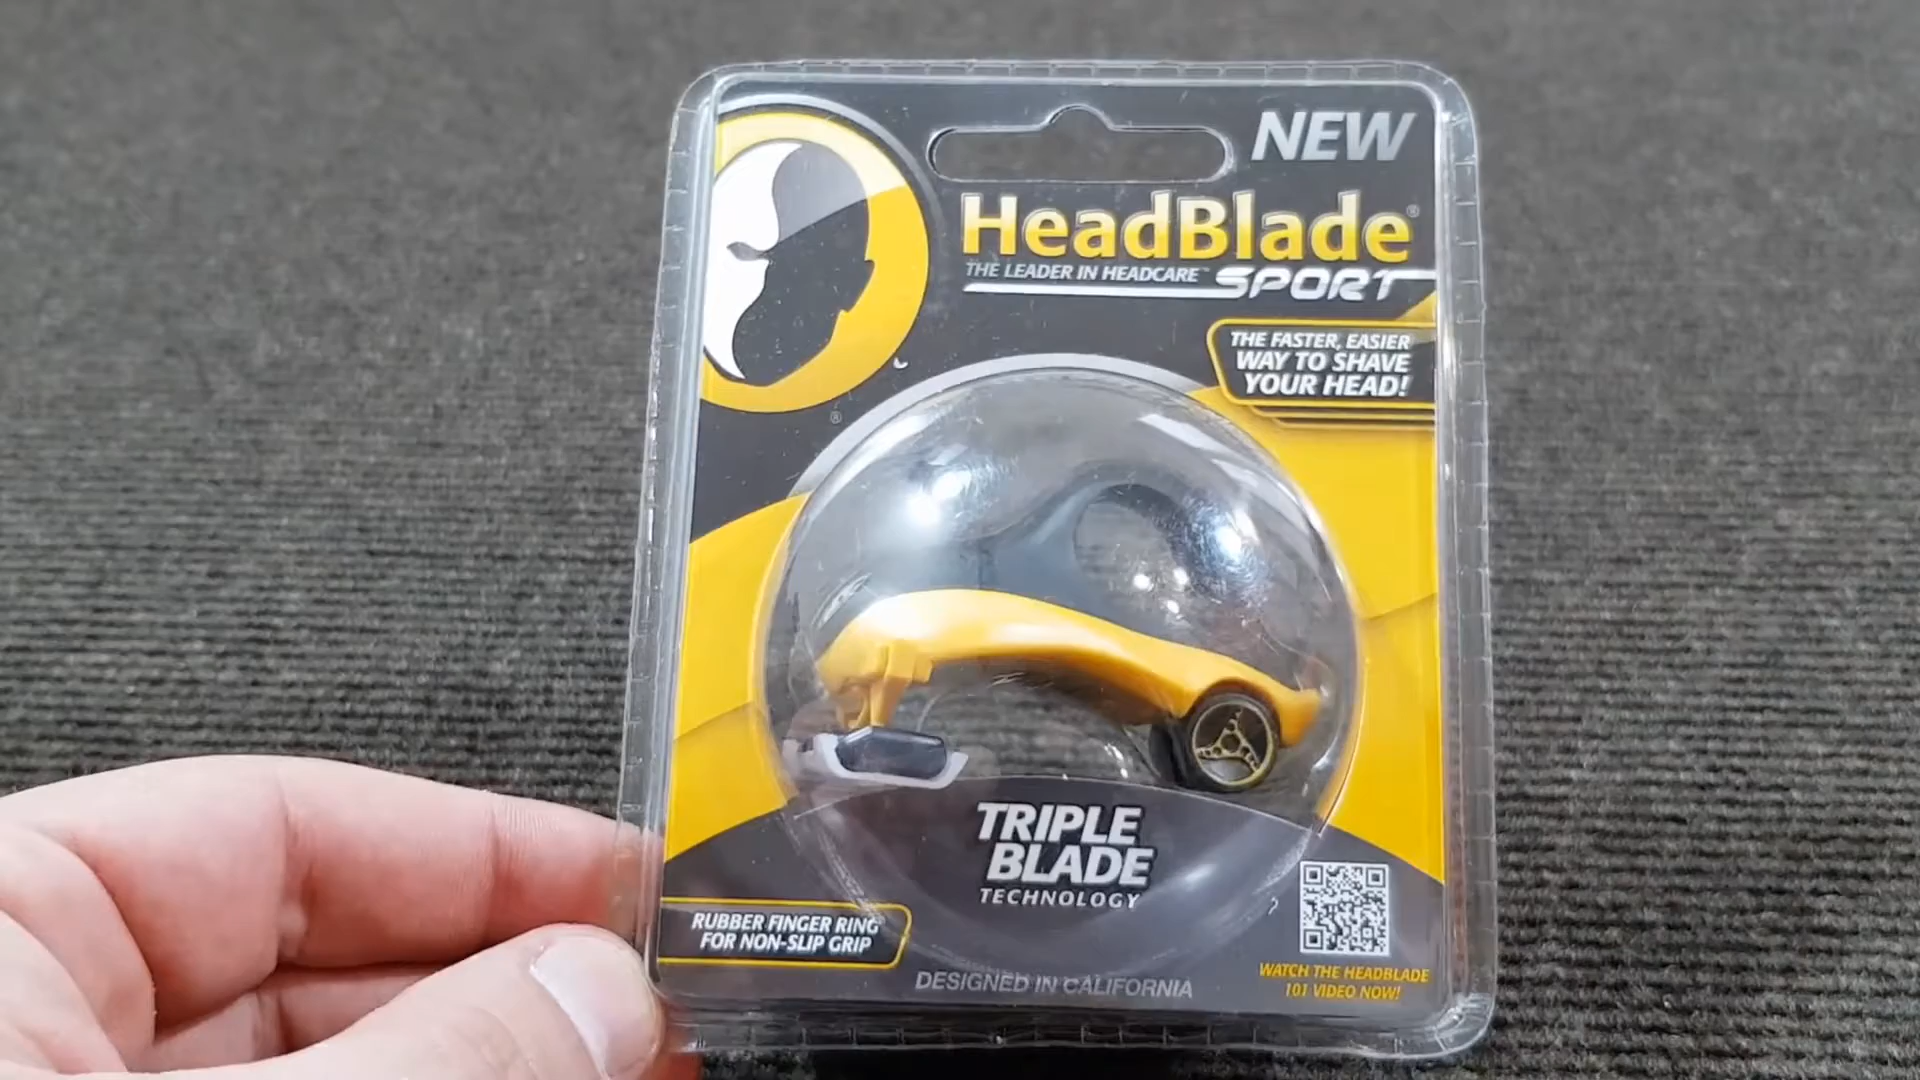 NEW
HeadBlade®
THE LEADER IN HEADCARE™
SPORT
THE FASTER, EASIER
WAY TO SHAVE
YOUR HEAD!
®
TRIPLE
BLADE
TECHNOLOGY
RUBBER FINGER RING
FOR NON-SLIP GRIP
DESIGNED IN CALIFORNIA
WATCH THE HEADBLADE
101 VIDEO NOW!